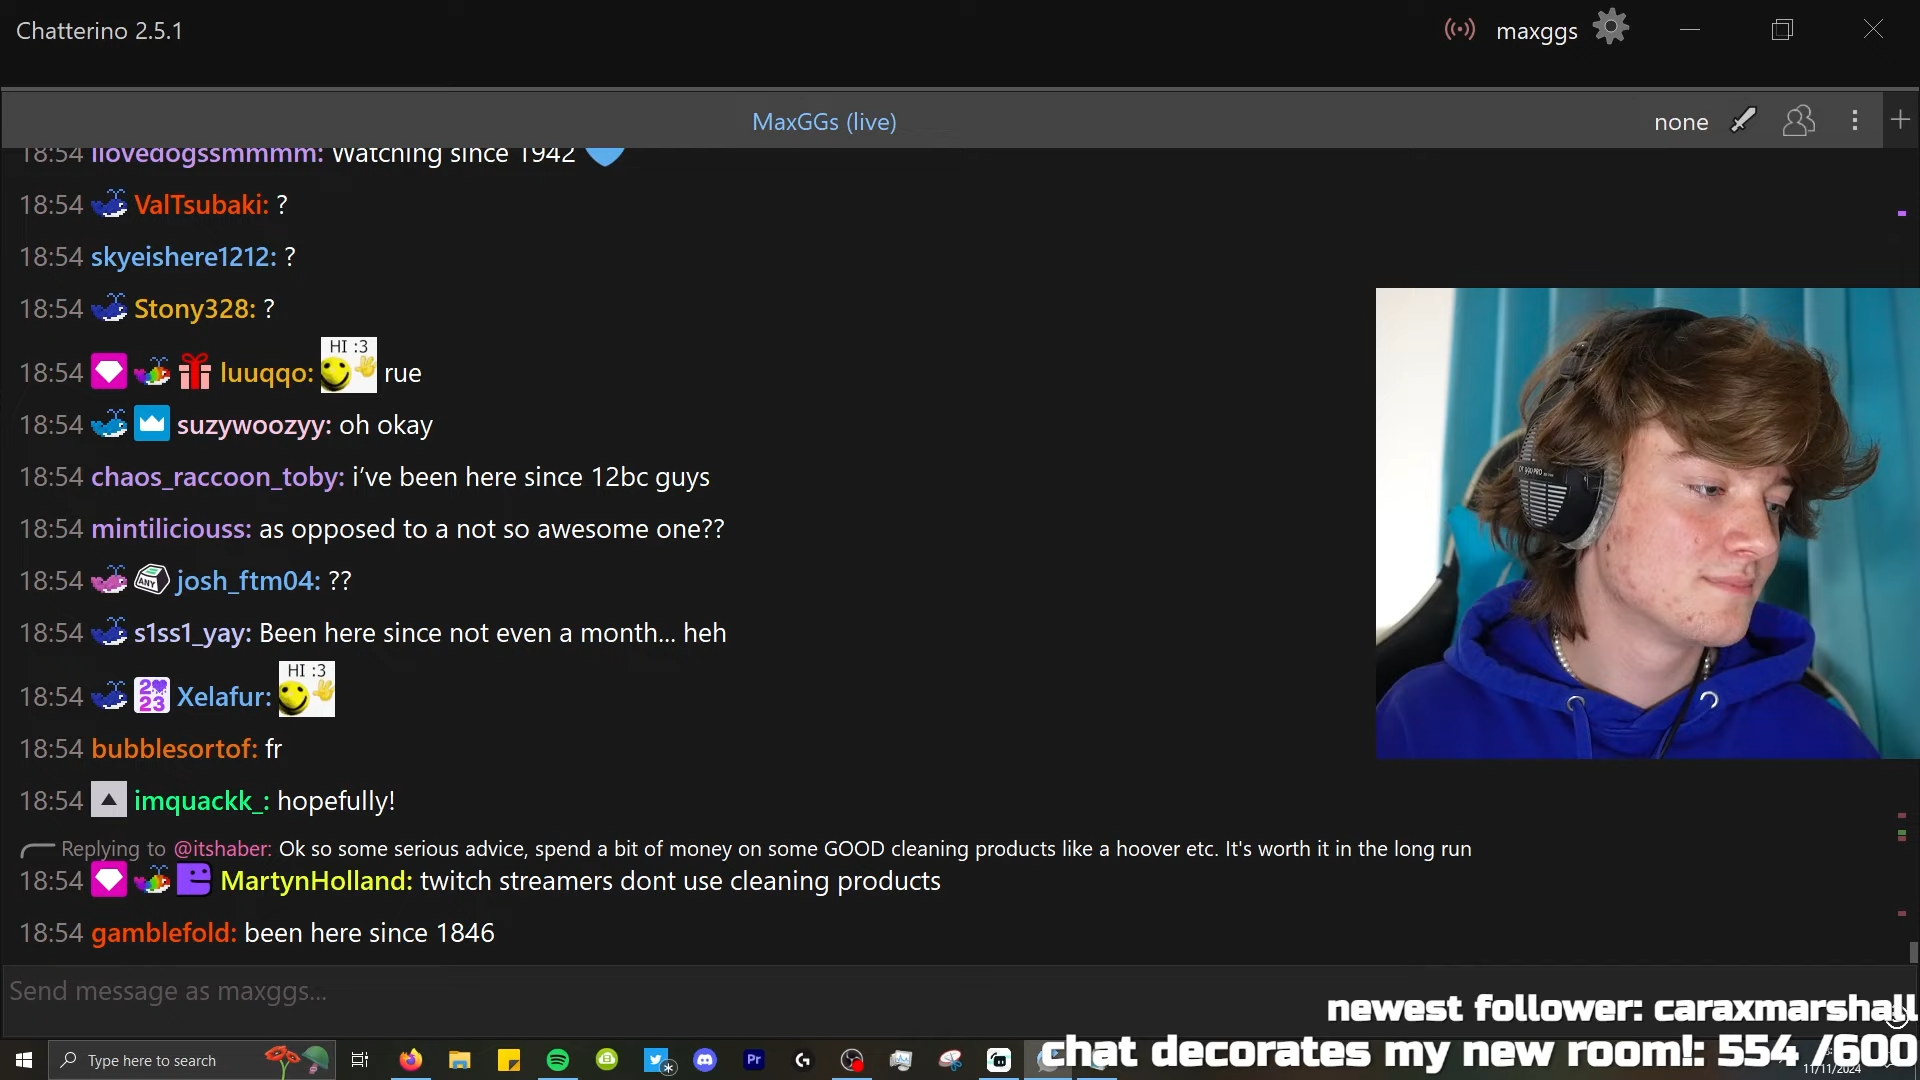 Chatterino 2.5.1
maxggs
MaxGGs (live)
none
18:54 ilovedogssmmmm: Watching since 1942
18:54 ValTsubaki: ?
18:54 skyeishere1212: ?
18:54 Stony328: ?
18:54 luuqqo: HI :3 rue
18:54 suzywoozyy: oh okay
18:54 chaos_raccoon_toby: i've been here since 12bc guys
18:54 mintiliciouss: as opposed to a not so awesome one??
18:54 ANY josh_ftm04: ??
18:54 s1ss1_yay: Been here since not even a month... heh
18:54 2023 Xelafur: HI :3
18:54 bubblesortof: fr
18:54 imquackk_: hopefully!
Replying to @itshaber: Ok so some serious advice, spend a bit of money on some GOOD cleaning products like a hoover etc. It's worth it in the long run
18:54 MartynHolland: twitch streamers dont use cleaning products
18:54 gamblefold: been here since 1846
Send message as maxggs...
newest follower: caraxmarshall
chat decorates my new room!: 554 /600
Type here to search
Pr
11/11/2024